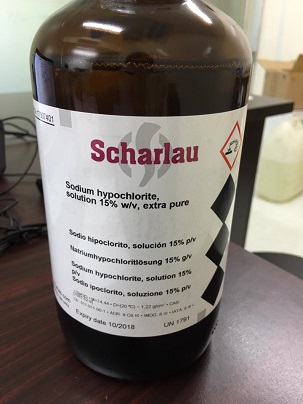 Scharlau
Sodium hypochlorite,
solution 15% w/v, extra pure
Sodio hipoclorito, solución 15% p/v
Natriumhypochloritlösung 15% g/v
Sodium hypochlorite, solution 15%
p/v
Sodio ipoclorito, soluzione 15% p/v
Expiry date 10/2018
UN 1791